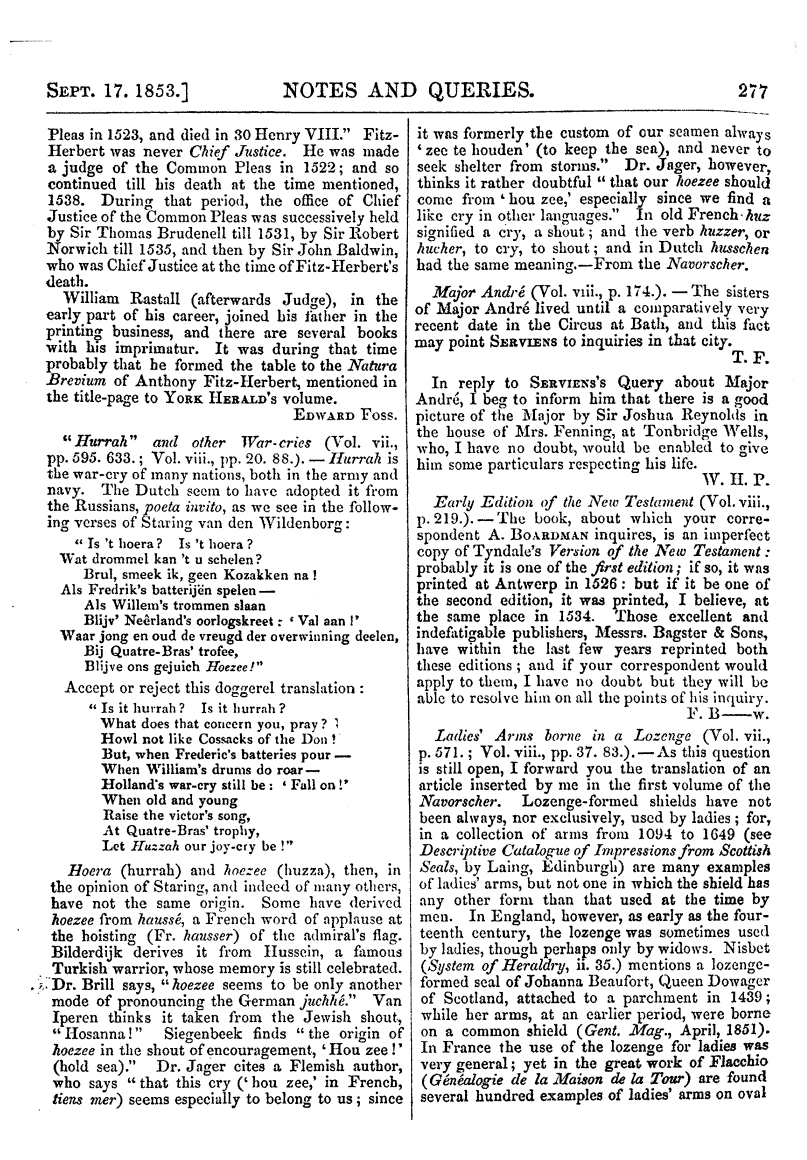 SEPT. 17. 1853.] NOTES AND QUERIES. 277
Pleas in 1523, and died in 30 Henry VIII." Fitz-
Herbert was never Chief Justice. He was made
a judge of the Common Pleas in 1522; and so
continued till his death at the time mentioned,
1538. During that period, the office of Chief
Justice of the Common Pleas was successively held
by Sir Thomas Brudenell till 1531, by Sir Robert
Norwich till 1535, and then by Sir John Baldwin,
who was Chief Justice at the time of Fitz-Herbert's
death.
William Rastall (afterwards Judge), in the
early part of his career, joined his father in the
printing business, and there are several books
with his imprimatur. It was during that time
probably that he formed the table to the Natura
Brevium of Anthony Fitz-Herbert, mentioned in
the title-page to YORK HERALD's volume.
EDWARD FOSS.
"Hurrah" and other War-cries (Vol. vii.,
pp. 595. 633.; Vol. viii., pp. 20. 88.). — Hurrah is
the war-cry of many nations, both in the army and
navy. The Dutch seem to have adopted it from
the Russians, poeta invito, as we see in the follow-
ing verses of Staring van den Wildenborg:
"Is 't hoera? Is 't hoera?
Wat drommel kan 't u schelen?
Brul, smeek ik, geen Kozakken na!
Als Fredrik's batterijën spelen—
Als Willem's trommen slaan
Blijv' Neêrland's oorlogskreet: 'Val aan!'
Waar jong en oud de vreugd der overwinning deelen,
Bij Quatre-Bras' trofee,
Blijve ons gejuich Hoezee!"
Accept or reject this doggerel translation:
"Is it hurrah? Is it hurrah?
What does that concern you, pray?
Howl not like Cossacks of the Don!
But, when Frederic's batteries pour—
When William's drums do roar—
Holland's war-cry still be: 'Fall on!'
When old and young
Raise the victor's song,
At Quatre-Bras' trophy,
Let Huzzah our joy-cry be!"
Hoera (hurrah) and hoezee (huzza), then, in
the opinion of Staring, and indeed of many others,
have not the same origin. Some have derived
hoezee from haussé, a French word of applause at
the hoisting (Fr. hausser) of the admiral's flag.
Bilderdijk derives it from Hussein, a famous
Turkish warrior, whose memory is still celebrated.
Dr. Brill says, "hoezee seems to be only another
mode of pronouncing the German juchhé." Van
Iperen thinks it taken from the Jewish shout,
"Hosanna!" Siegenbeek finds "the origin of
hoezee in the shout of encouragement, 'Hou zee!'
(hold sea)." Dr. Jager cites a Flemish author,
who says "that this cry ('hou zee,' in French,
tiens mer) seems especially to belong to us; since
it was formerly the custom of our seamen always
'zee te houden' (to keep the sea), and never to
seek shelter from storms." Dr. Jager, however,
thinks it rather doubtful "that our hoezee should
come from 'hou zee,' especially since we find a
like cry in other languages." In old French huz
signified a cry, a shout; and the verb huzzer, or
hucher, to cry, to shout; and in Dutch husschen
had the same meaning.—From the Navorscher.
Major André (Vol. viii., p. 174.). — The sisters
of Major André lived until a comparatively very
recent date in the Circus at Bath, and this fact
may point SERVIENS to inquiries in that city.
T. F.
In reply to SERVIENS's Query about Major
André, I beg to inform him that there is a good
picture of the Major by Sir Joshua Reynolds in
the house of Mrs. Fenning, at Tonbridge Wells,
who, I have no doubt, would be enabled to give
him some particulars respecting his life.
W. H. P.
Early Edition of the New Testament (Vol. viii.,
p. 219.).—The book, about which your corre-
spondent A. BOARDMAN inquires, is an imperfect
copy of Tyndale's Version of the New Testament:
probably it is one of the first edition; if so, it was
printed at Antwerp in 1526: but if it be one of
the second edition, it was printed, I believe, at
the same place in 1534. Those excellent and
indefatigable publishers, Messrs. Bagster & Sons,
have within the last few years reprinted both
these editions; and if your correspondent would
apply to them, I have no doubt but they will be
able to resolve him on all the points of his inquiry.
F. B——w.
Ladies' Arms borne in a Lozenge (Vol. vii.,
p. 571.; Vol. viii., pp. 37. 83.).—As this question
is still open, I forward you the translation of an
article inserted by me in the first volume of the
Navorscher. Lozenge-formed shields have not
been always, nor exclusively, used by ladies; for,
in a collection of arms from 1094 to 1649 (see
Descriptive Catalogue of Impressions from Scottish
Seals, by Laing, Edinburgh) are many examples
of ladies' arms, but not one in which the shield has
any other form than that used at the time by
men. In England, however, as early as the four-
teenth century, the lozenge was sometimes used
by ladies, though perhaps only by widows. Nisbet
(System of Heraldry, ii. 35.) mentions a lozenge-
formed seal of Johanna Beaufort, Queen Dowager
of Scotland, attached to a parchment in 1439;
while her arms, at an earlier period, were borne
on a common shield (Gent. Mag., April, 1851).
In France the use of the lozenge for ladies was
very general; yet in the great work of Flacchio
(Généalogie de la Maison de la Tour) are found
several hundred examples of ladies' arms on oval